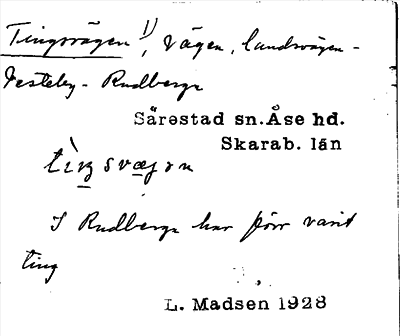 Tingsvägen 1), vägen, landsvägen -
Vesteby - Rudberga
Särestad sn. Åse hd.
Skarab. län
I Rudberga har förr varit
ting
L. Madsen 1928